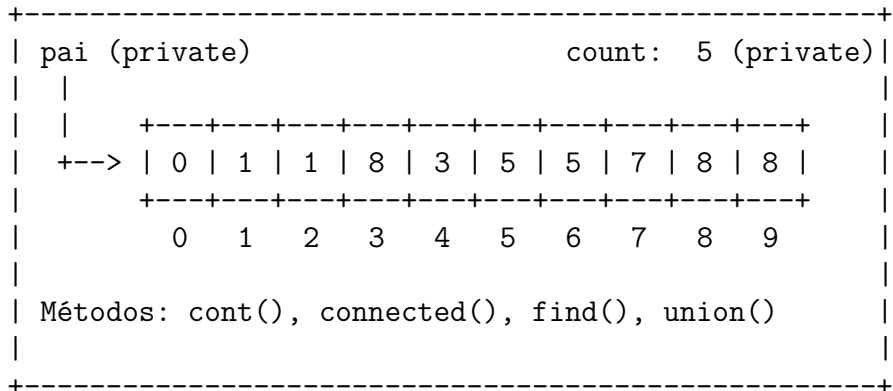 +-----------------------------------------------------+
| pai (private)                    count:  5 (private)|
|  |                                                  |
|  |    +---+---+---+---+---+---+---+---+---+---+     |
|  +--> | 0 | 1 | 1 | 8 | 3 | 5 | 5 | 7 | 8 | 8 |     |
|       +---+---+---+---+---+---+---+---+---+---+     |
|         0   1   2   3   4   5   6   7   8   9       |
|                                                     |
| Métodos: cont(), connected(), find(), union()       |
|                                                     |
+-----------------------------------------------------+